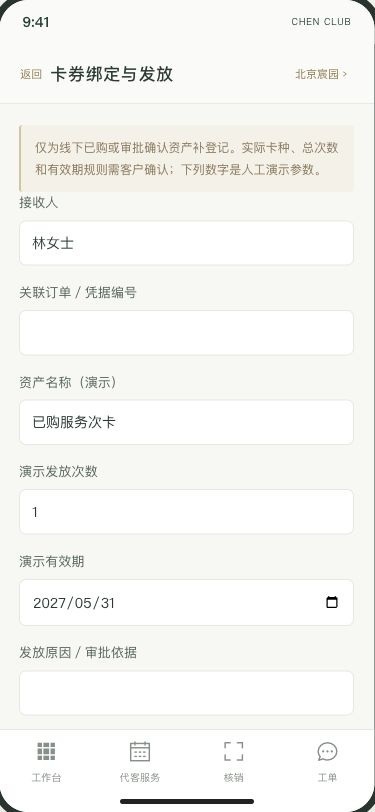 9:41 CHEN CLUB
返回 卡券绑定与发放 北京宸园 ›
仅为线下已购或审批确认资产补登记。实际卡种、总次数
和有效期规则需客户确认；下列数字是人工演示参数。
接收人
林女士
关联订单 / 凭据编号
资产名称（演示）
已购服务次卡
演示发放次数
1
演示有效期
2027/05/31
发放原因 / 审批依据
工作台 代客服务 核销 工单